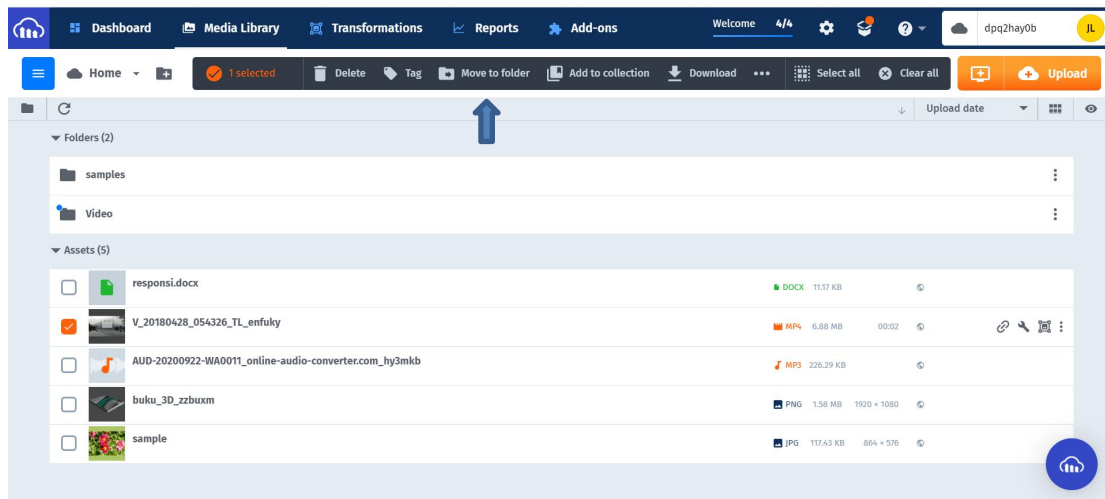 Dashboard Media Library Transformations Reports Add-ons Welcome 4/4 dpq2hay0b JL
Home 1 selected Delete Tag Move to folder Add to collection Download Select all Clear all Upload
Upload date
Folders (2)
samples
Video
Assets (5)
responsi.docx DOCX 11.17 KB
V_20180428_054326_TL_enfuky MP4 6.88 MB 00:02
AUD-20200922-WA0011_online-audio-converter.com_hy3mkb MP3 226.29 KB
buku_3D_zzbuxm PNG 1.58 MB 1920 × 1080
sample JPG 117.43 KB 864 × 576